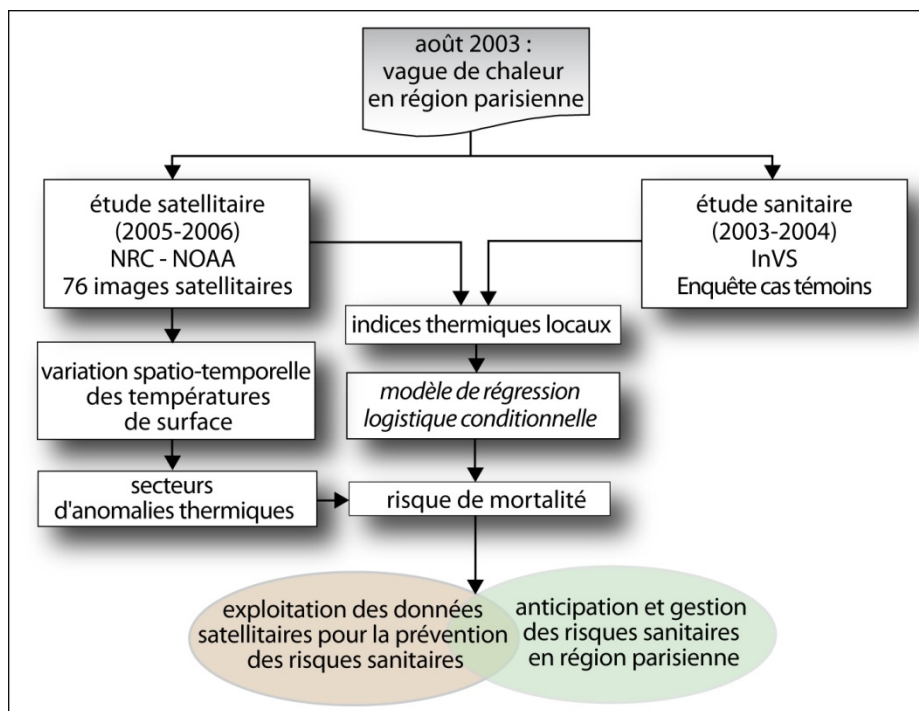 août 2003 :
vague de chaleur
en région parisienne
étude satellitaire
(2005-2006)
NRC - NOAA
76 images satellitaires
étude sanitaire
(2003-2004)
InVS
Enquête cas témoins
indices thermiques locaux
variation spatio-temporelle
des températures
de surface
modèle de régression
logistique conditionnelle
secteurs
d'anomalies thermiques
risque de mortalité
exploitation des données
satellitaires pour la prévention
des risques sanitaires
anticipation et gestion
des risques sanitaires
en région parisienne